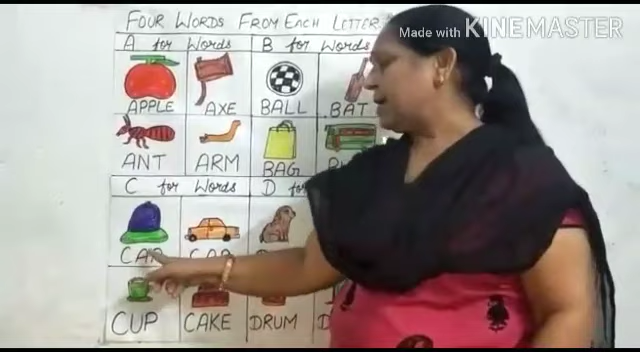 Made with KINEMASTER
FOUR WORDS FROM EACH LETTER
A for Words B for Words
APPLE AXE BALL BAT
ANT ARM BAG
C for Words D for
CUP CAKE DRUM